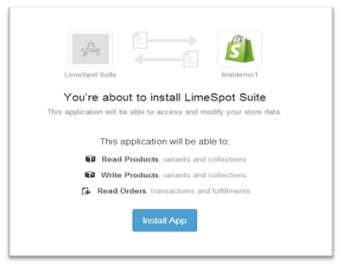 LimeSpot Suite
trialdemo1
You're about to install LimeSpot Suite
This application will be able to access and modify your store data.
This application will be able to:
Read Products, variants and collections
Write Products, variants and collections
Read Orders, transactions and fulfillments
Install App